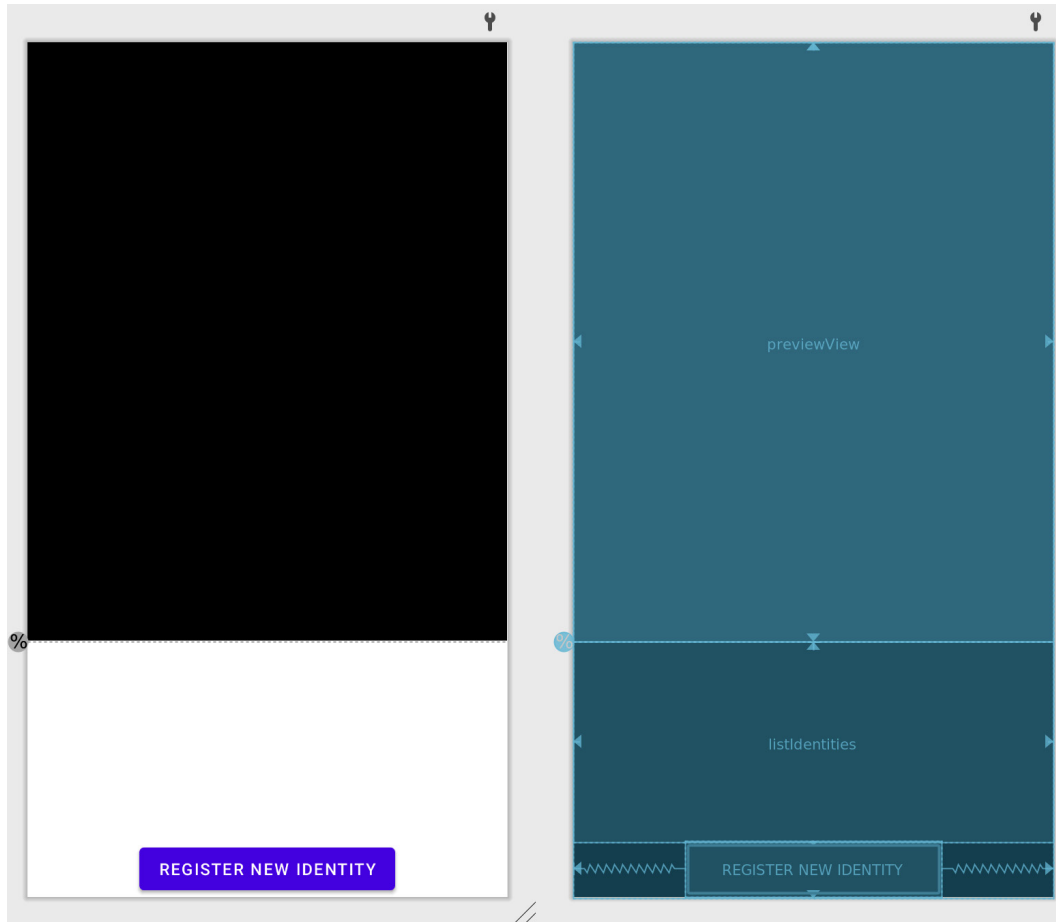 previewView
%
%
listIdentities
REGISTER NEW IDENTITY
REGISTER NEW IDENTITY